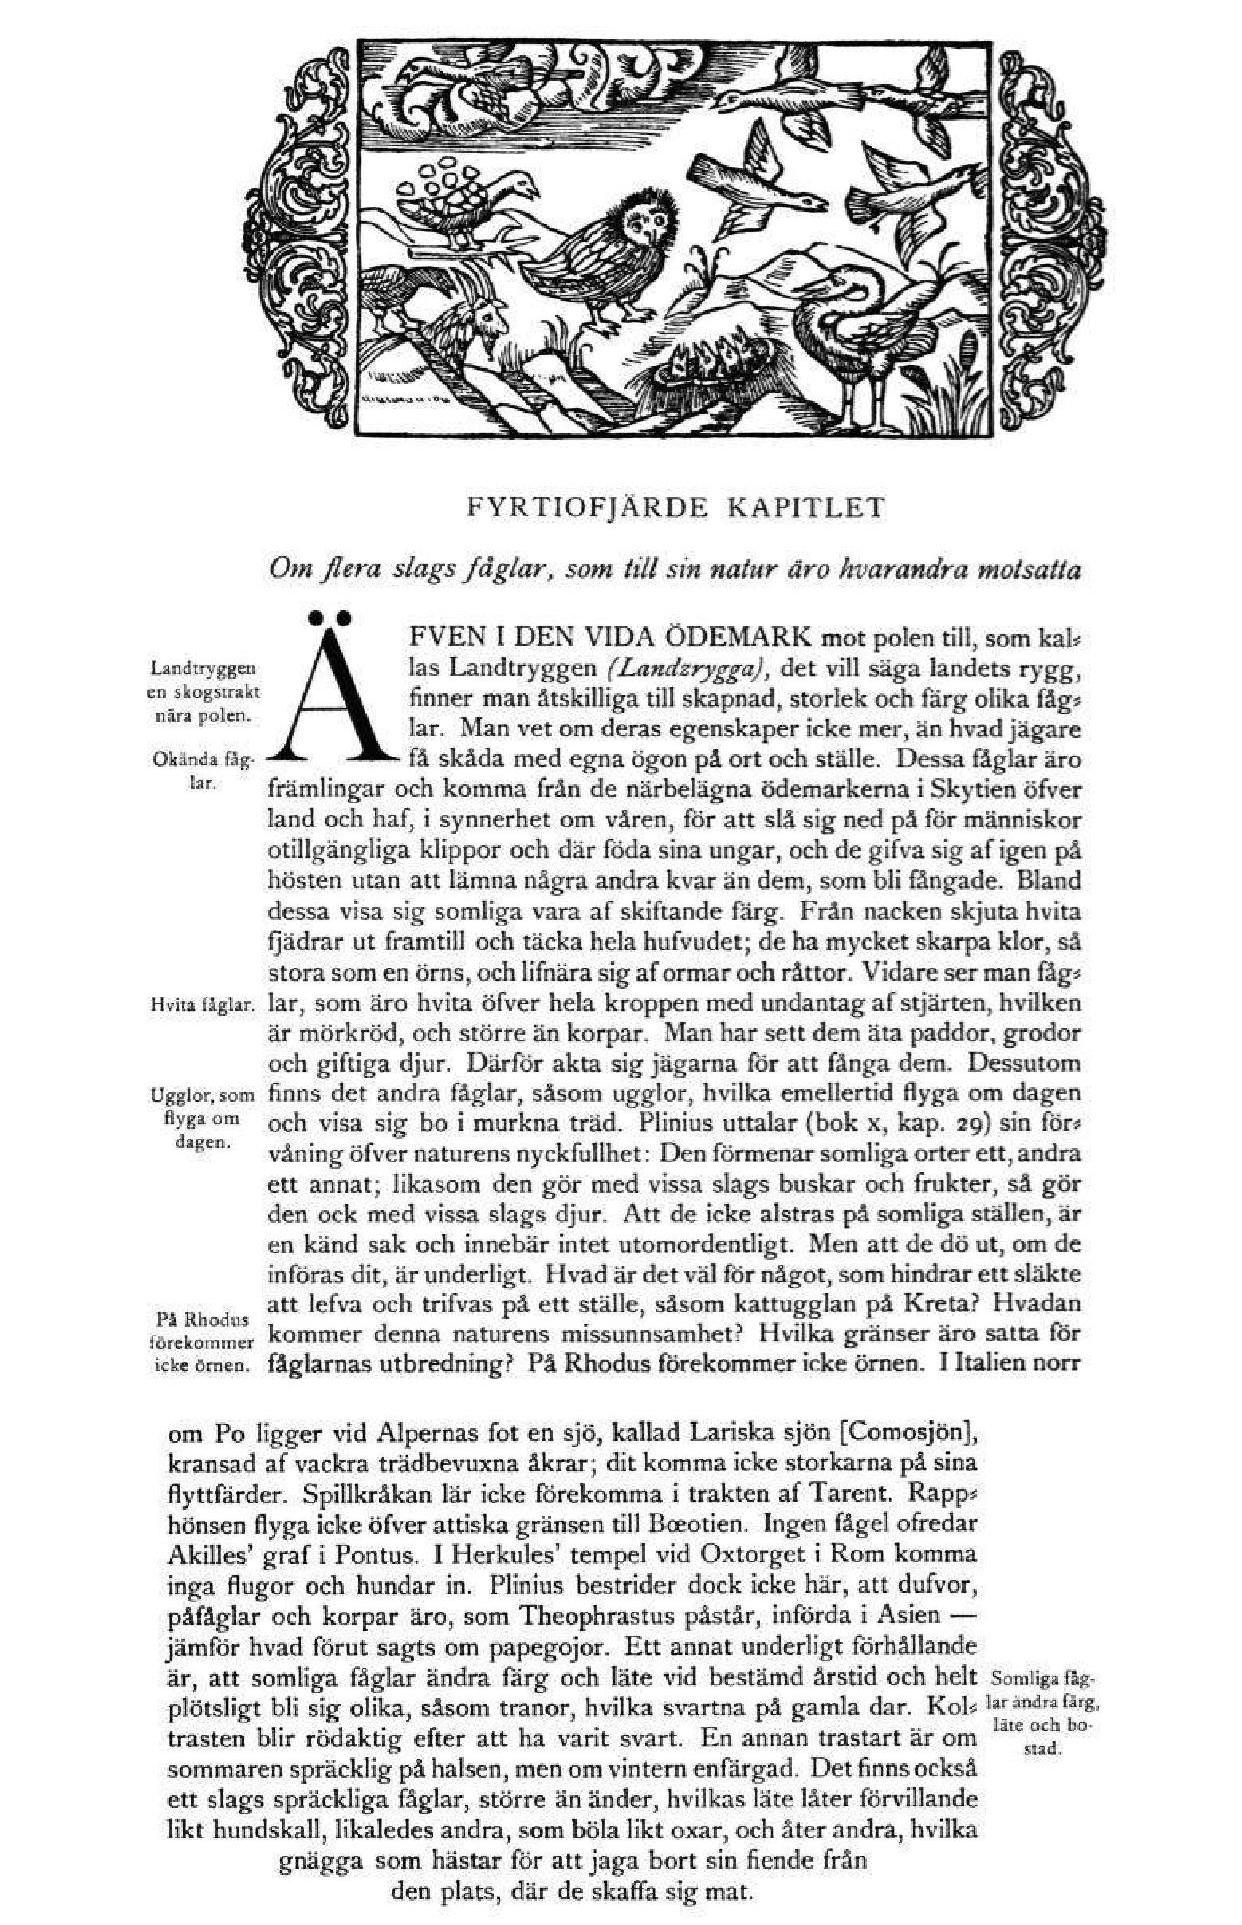 FYRTIOFJÄRDE KAPITLET
Om flera slags fåglar, som till sin natur äro hvarandra motsatta
ÄFVEN I DEN VIDA ÖDEMARK mot polen till, som kal-
las Landtryggen (Landzrygga), det vill säga landets rygg,
finner man åtskilliga till skapnad, storlek och färg olika fåg-
lar. Man vet om deras egenskaper icke mer, än hvad jägare
få skåda med egna ögon på ort och ställe. Dessa fåglar äro
främlingar och komma från de närbelägna ödemarkerna i Skytien öfver
land och haf, i synnerhet om våren, för att slå sig ned på för människor
otillgängliga klippor och där föda sina ungar, och de gifva sig af igen på
hösten utan att lämna några andra kvar än dem, som bli fångade. Bland
dessa visa sig somliga vara af skiftande färg. Från nacken skjuta hvita
fjädrar ut framtill och täcka hela hufvudet; de ha mycket skarpa klor, så
stora som en örns, och lifnära sig af ormar och råttor. Vidare ser man fåg-
lar, som äro hvita öfver hela kroppen med undantag af stjärten, hvilken
är mörkröd, och större än korpar. Man har sett dem äta paddor, grodor
och giftiga djur. Därför akta sig jägarna för att fånga dem. Dessutom
finns det andra fåglar, såsom ugglor, hvilka emellertid flyga om dagen
och visa sig bo i murkna träd. Plinius uttalar (bok x, kap. 29) sin för-
våning öfver naturens nyckfullhet: Den förmenar somliga orter ett, andra
ett annat; likasom den gör med vissa slags buskar och frukter, så gör
den ock med vissa slags djur. Att de icke alstras på somliga ställen, är
en känd sak och innebär intet utomordentligt. Men att de dö ut, om de
införas dit, är underligt. Hvad är det väl för något, som hindrar ett släkte
att lefva och trifvas på ett ställe, såsom kattugglan på Kreta? Hvadan
kommer denna naturens missunnsamhet? Hvilka gränser äro satta för
fåglarnas utbredning? På Rhodus förekommer icke örnen. I Italien norr
Landtryggen
en skogstrakt
nära polen.
Okända fåg-
lar.
Hvita fåglar.
Ugglor, som
flyga om
dagen.
På Rhodus
förekommer
icke örnen.
om Po ligger vid Alpernas fot en sjö, kallad Lariska sjön [Comosjön],
kransad af vackra trädbevuxna åkrar; dit komma icke storkarna på sina
flyttfärder. Spillkråkan lär icke förekomma i trakten af Tarent. Rapp-
hönsen flyga icke öfver attiska gränsen till Bœotien. Ingen fågel ofredar
Akilles' graf i Pontus. I Herkules' tempel vid Oxtorget i Rom komma
inga flugor och hundar in. Plinius bestrider dock icke här, att dufvor,
påfåglar och korpar äro, som Theophrastus påstår, införda i Asien —
jämför hvad förut sagts om papegojor. Ett annat underligt förhållande
är, att somliga fåglar ändra färg och läte vid bestämd årstid och helt
plötsligt bli sig olika, såsom tranor, hvilka svartna på gamla dar. Kol-
trasten blir rödaktig efter att ha varit svart. En annan trastart är om
sommaren spräcklig på halsen, men om vintern enfärgad. Det finns också
ett slags spräckliga fåglar, större än änder, hvilkas läte låter förvillande
likt hundskall, likaledes andra, som böla likt oxar, och åter andra, hvilka
gnägga som hästar för att jaga bort sin fiende från
den plats, där de skaffa sig mat.
Somliga fåg-
lar ändra färg,
läte och bo-
stad.